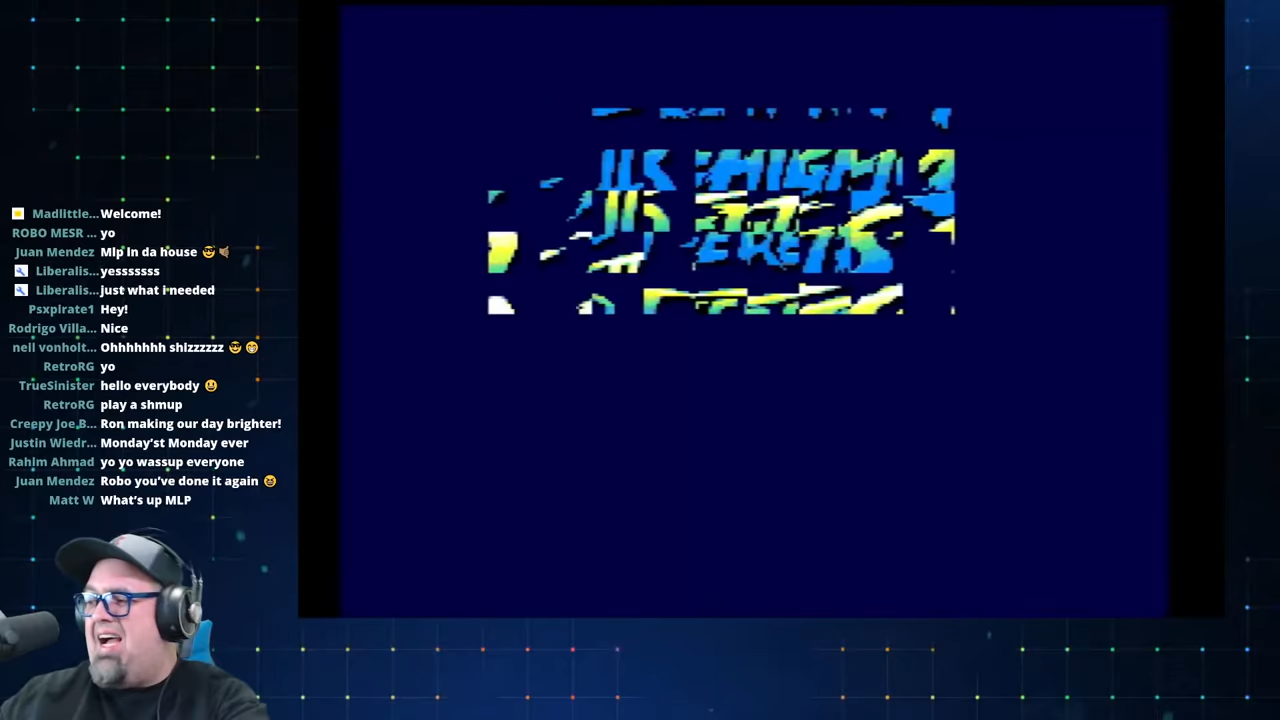 Madlittle... Welcome!
ROBO MESR ... yo
Juan Mendez Mlp in da house 😎 🤙🏽
Liberalis... yesssssss
Liberalis... just what i needed
Psxpirate1 Hey!
Rodrigo Villa... Nice
neil vonholt... Ohhhhhhh shizzzzzz 😎 😁
RetroRG yo
TrueSinister hello everybody 😃
RetroRG play a shmup
Creepy Joe B... Ron making our day brighter!
Justin Wiedr... Monday'st Monday ever
Rahim Ahmad yo yo wassup everyone
Juan Mendez Robo you've done it again 😆
Matt W What's up MLP